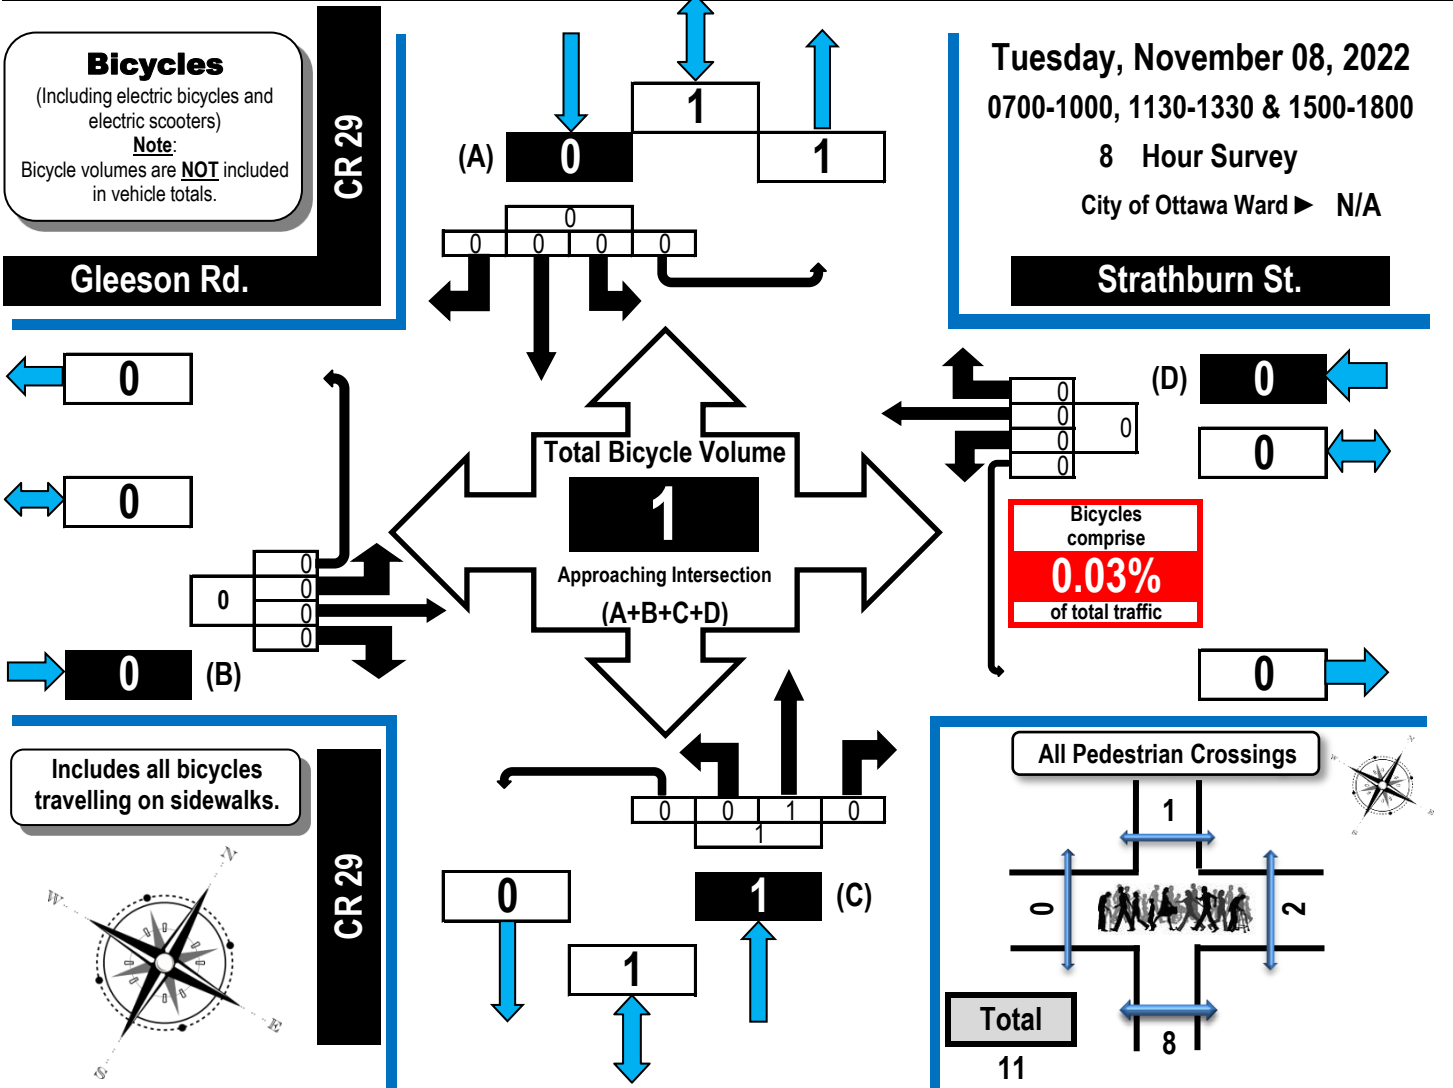 Bicycles
(Including electric bicycles and
electric scooters)
Note:
Bicycle volumes are NOT included
in vehicle totals.
CR 29
Gleeson Rd.
(A)
0
1
1
0
0 0 0 0
Tuesday, November 08, 2022
0700-1000, 1130-1330 & 1500-1800
8 Hour Survey
City of Ottawa Ward ► N/A
Strathburn St.
0
0
0
0
0
0
0
0
(B)
Total Bicycle Volume
1
Approaching Intersection
(A+B+C+D)
0
0
0
0
0
(D)
0
0
Bicycles
comprise
0.03%
of total traffic
0
Includes all bicycles
travelling on sidewalks.
CR 29
N
W
E
S
0 0 1 0
1
0
1
(C)
1
All Pedestrian Crossings
N
W
E
S
1
0
2
8
Total
11